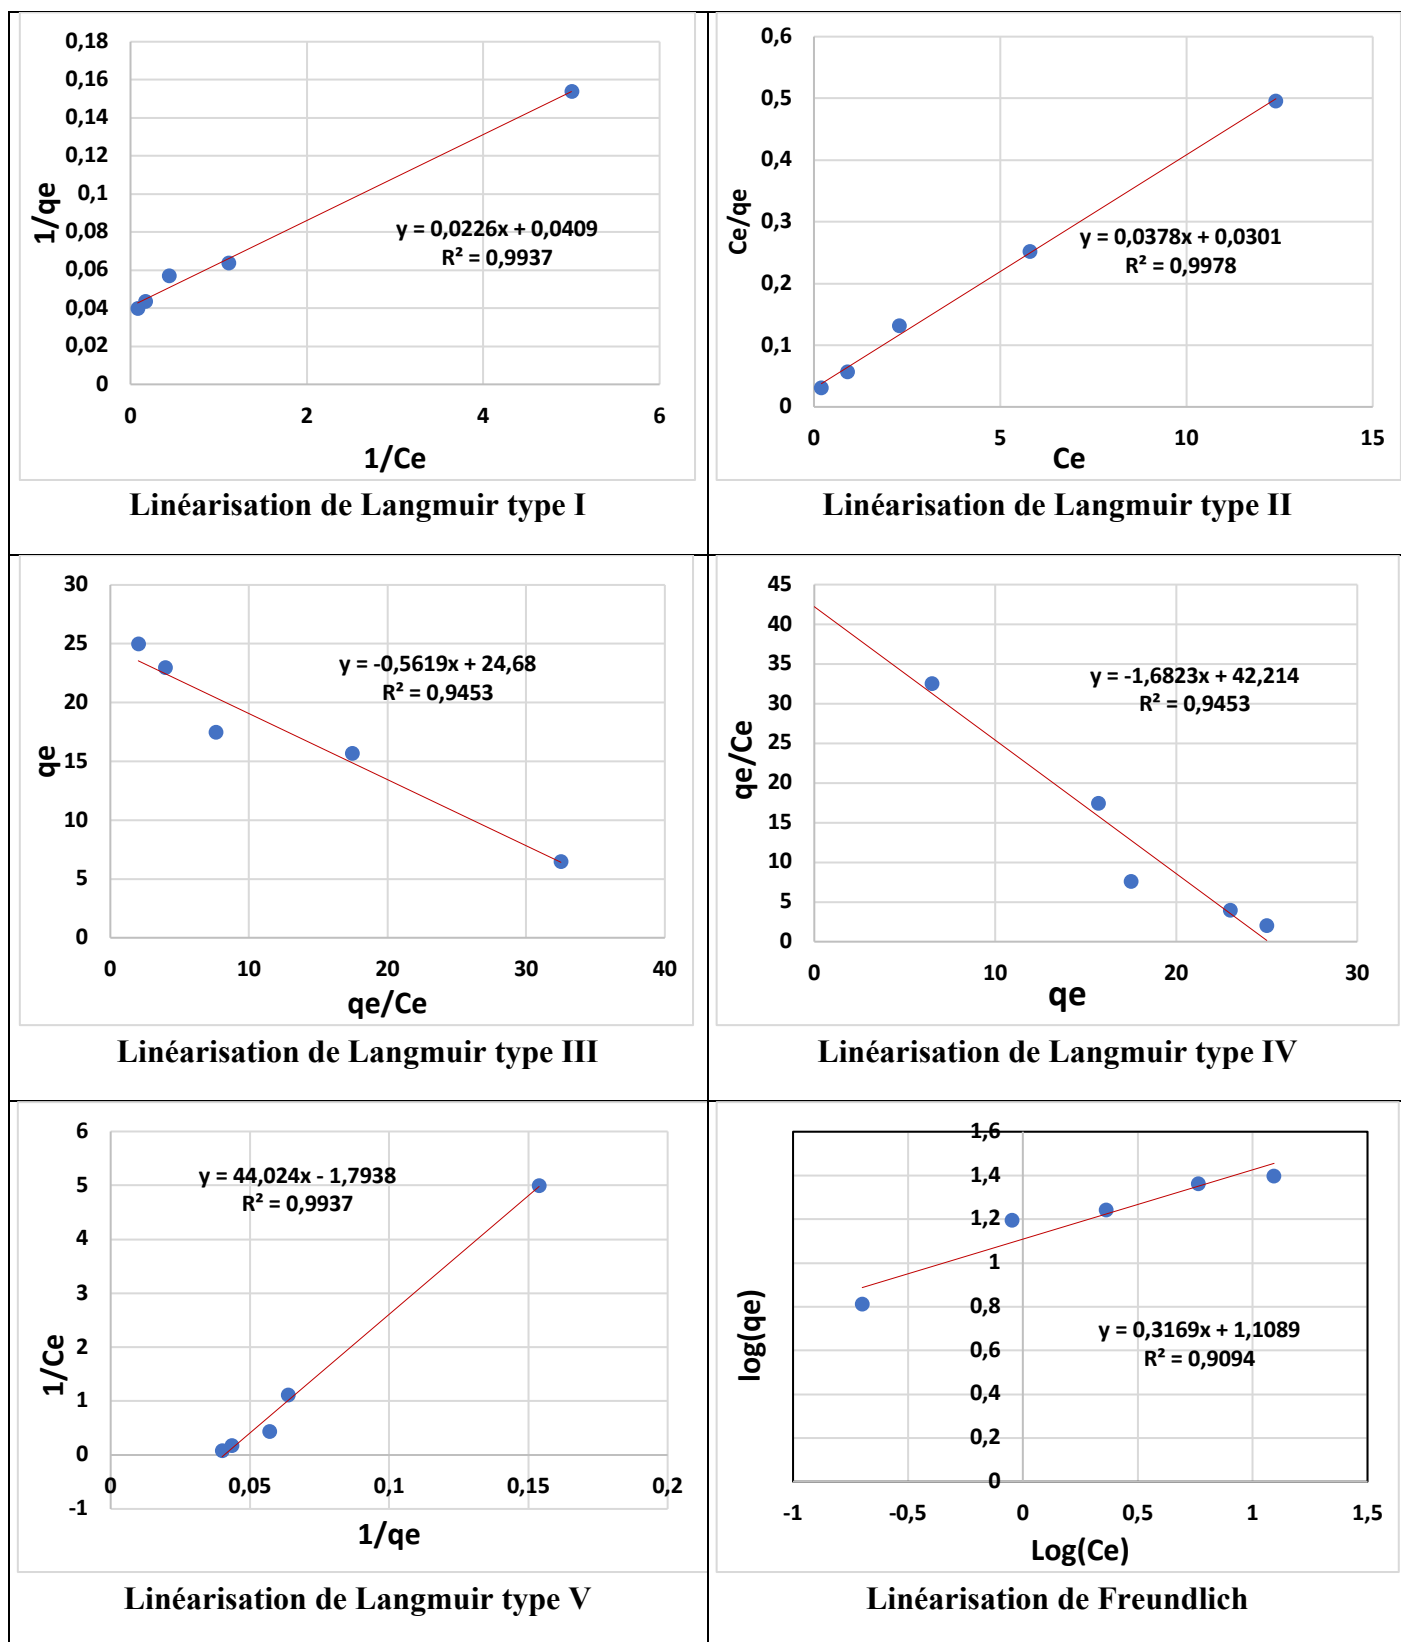 0,18
0,16
0,14
0,12
0,1
0,08
0,06
0,04
0,02
0
1/qe
y = 0,0226x + 0,0409
R² = 0,9937
0 2 4 6
1/Ce
Linéarisation de Langmuir type I
0,6
0,5
0,4
0,3
0,2
0,1
0
Ce/qe
y = 0,0378x + 0,0301
R² = 0,9978
0 5 10 15
Ce
Linéarisation de Langmuir type II
30
25
20
15
10
5
0
qe
y = -0,5619x + 24,68
R² = 0,9453
0 10 20 30 40
qe/Ce
Linéarisation de Langmuir type III
45
40
35
30
25
20
15
10
5
0
qe/Ce
y = -1,6823x + 42,214
R² = 0,9453
0 10 20 30
qe
Linéarisation de Langmuir type IV
6
5
4
3
2
1
0
-1
1/Ce
y = 44,024x - 1,7938
R² = 0,9937
0 0,05 0,1 0,15 0,2
1/qe
Linéarisation de Langmuir type V
1,6
1,4
1,2
1
0,8
0,6
0,4
0,2
0
log(qe)
y = 0,3169x + 1,1089
R² = 0,9094
-1 -0,5 0 0,5 1 1,5
Log(Ce)
Linéarisation de Freundlich